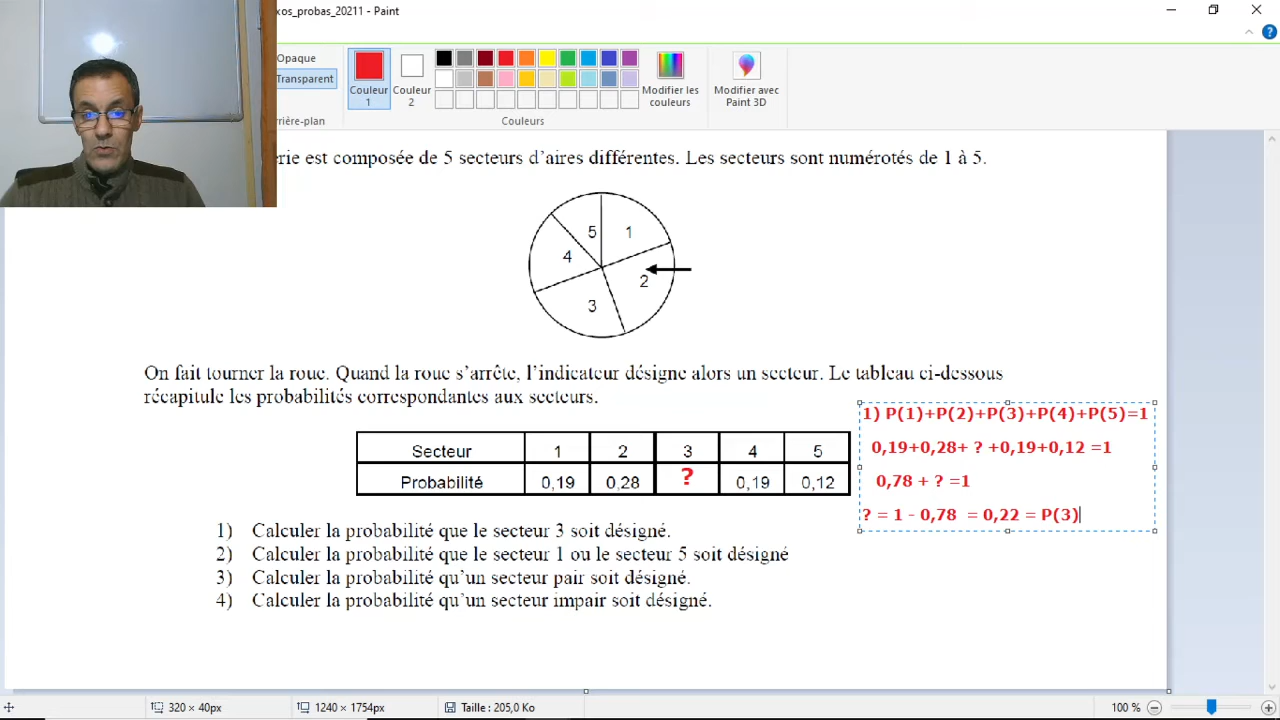 xos_probas_20211 - Paint
Opaque
Transparent
rière-plan
Couleur
1
Couleur
2
Modifier les
couleurs
Modifier avec
Paint 3D
Couleurs
rie est composée de 5 secteurs d'aires différentes. Les secteurs sont numérotés de 1 à 5.
5 1
4 2
3
On fait tourner la roue. Quand la roue s'arrête, l'indicateur désigne alors un secteur. Le tableau ci-dessous
récapitule les probabilités correspondantes aux secteurs.
Secteur 1 2 3 4 5
Probabilité 0,19 0,28 ? 0,19 0,12
1) P(1)+P(2)+P(3)+P(4)+P(5)=1
0,19+0,28+ ? +0,19+0,12 =1
0,78 + ? =1
? = 1 - 0,78 = 0,22 = P(3)
1) Calculer la probabilité que le secteur 3 soit désigné.
2) Calculer la probabilité que le secteur 1 ou le secteur 5 soit désigné
3) Calculer la probabilité qu'un secteur pair soit désigné.
4) Calculer la probabilité qu'un secteur impair soit désigné.
320 × 40px
1240 × 1754px
Taille : 205,0 Ko
100 %